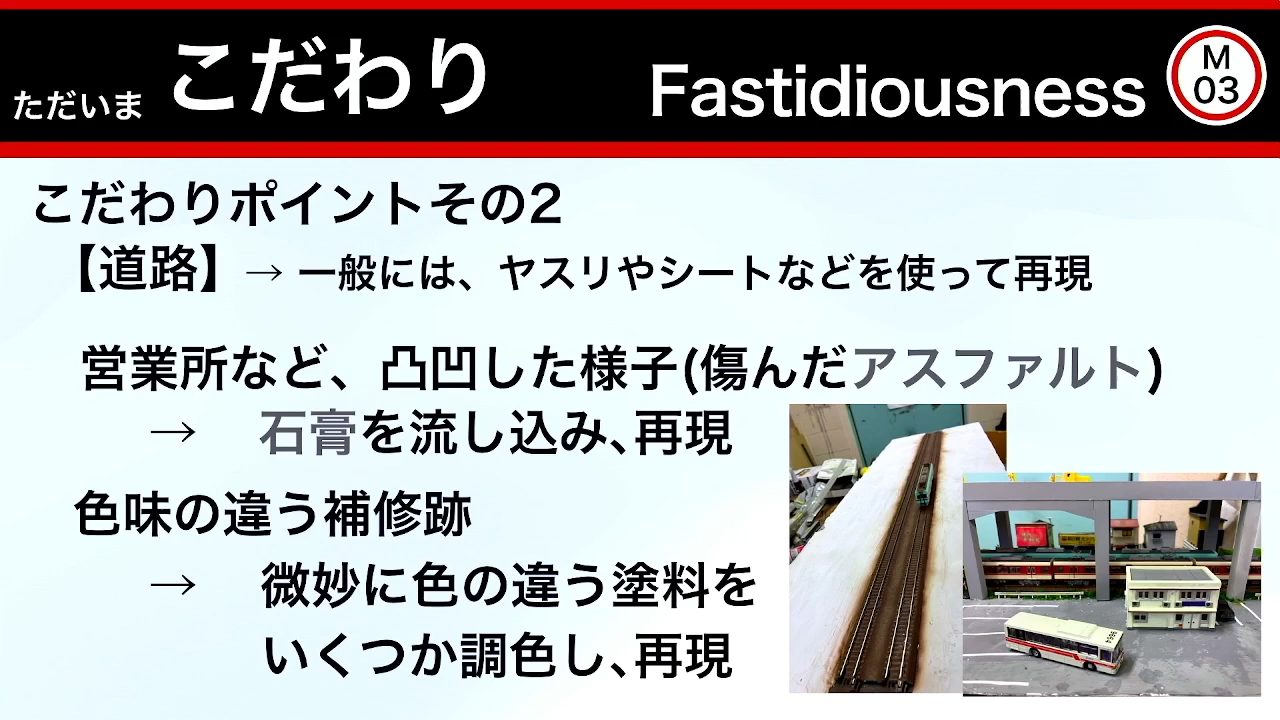 ただいま こだわり Fastidiousness M 03
こだわりポイントその2
【道路】→ 一般には、ヤスリやシートなどを使って再現
営業所など、凸凹した様子(傷んだアスファルト)
→ 石膏を流し込み、再現
色味の違う補修跡
→ 微妙に色の違う塗料を
いくつか調色し、再現